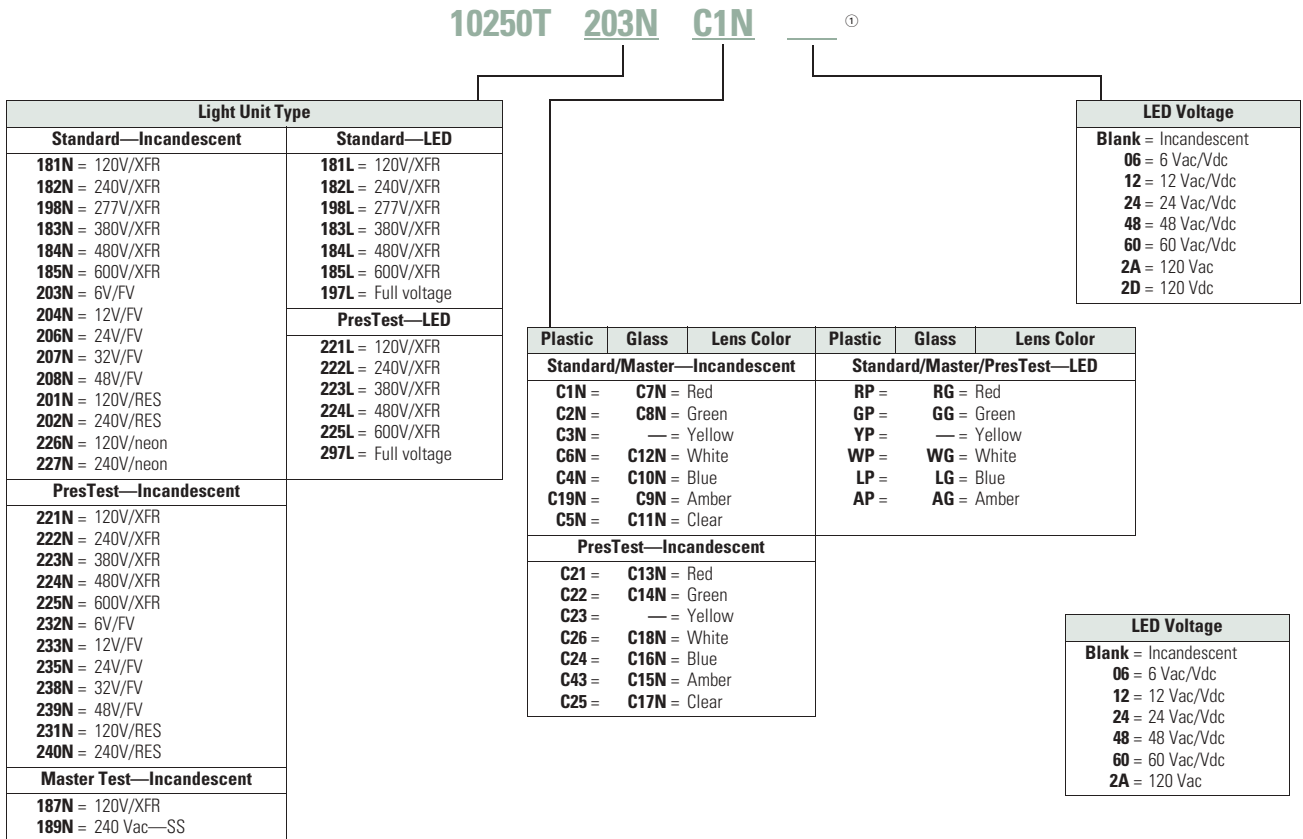 10250T 203N C1N ①
Light Unit Type
Standard—Incandescent
181N = 120V/XFR
182N = 240V/XFR
198N = 277V/XFR
183N = 380V/XFR
184N = 480V/XFR
185N = 600V/XFR
203N = 6V/FV
204N = 12V/FV
206N = 24V/FV
207N = 32V/FV
208N = 48V/FV
201N = 120V/RES
202N = 240V/RES
226N = 120V/neon
227N = 240V/neon
PresTest—Incandescent
221N = 120V/XFR
222N = 240V/XFR
223N = 380V/XFR
224N = 480V/XFR
225N = 600V/XFR
232N = 6V/FV
233N = 12V/FV
235N = 24V/FV
238N = 32V/FV
239N = 48V/FV
231N = 120V/RES
240N = 240V/RES
Master Test—Incandescent
187N = 120V/XFR
189N = 240 Vac—SS
Standard—LED
181L = 120V/XFR
182L = 240V/XFR
198L = 277V/XFR
183L = 380V/XFR
184L = 480V/XFR
185L = 600V/XFR
197L = Full voltage
PresTest—LED
221L = 120V/XFR
222L = 240V/XFR
223L = 380V/XFR
224L = 480V/XFR
225L = 600V/XFR
297L = Full voltage
Plastic Glass Lens Color
Standard/Master—Incandescent
C1N = C7N = Red
C2N = C8N = Green
C3N = — = Yellow
C6N = C12N = White
C4N = C10N = Blue
C19N = C9N = Amber
C5N = C11N = Clear
PresTest—Incandescent
C21 = C13N = Red
C22 = C14N = Green
C23 = — = Yellow
C26 = C18N = White
C24 = C16N = Blue
C43 = C15N = Amber
C25 = C17N = Clear
Plastic Glass Lens Color
Standard/Master/PresTest—LED
RP = RG = Red
GP = GG = Green
YP = — = Yellow
WP = WG = White
LP = LG = Blue
AP = AG = Amber
LED Voltage
Blank = Incandescent
06 = 6 Vac/Vdc
12 = 12 Vac/Vdc
24 = 24 Vac/Vdc
48 = 48 Vac/Vdc
60 = 60 Vac/Vdc
2A = 120 Vac
2D = 120 Vdc
LED Voltage
Blank = Incandescent
06 = 6 Vac/Vdc
12 = 12 Vac/Vdc
24 = 24 Vac/Vdc
48 = 48 Vac/Vdc
60 = 60 Vac/Vdc
2A = 120 Vac